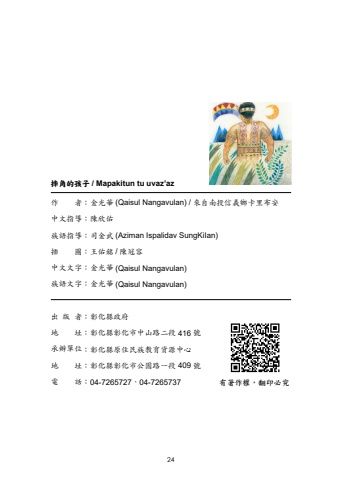 摔角的孩子 / Mapakitun tu uvaz'az
作　　者：金光華 (Qaisul Nangavulan) / 來自南投信義鄉卡里布安
中文指導：陳欣佑
族語指導：司金武 (Aziman Ispalidav SungKilan)
插　　圖：王佑銘 / 陳冠容
中文文字：金光華 (Qaisul Nangavulan)
族語文字：金光華 (Qaisul Nangavulan)
出 版 者：彰化縣政府
地　　址：彰化縣彰化市中山路二段 416 號
承辦單位：彰化縣原住民族教育資源中心
地　　址：彰化縣彰化市公園路一段 409 號
電　　話：04-7265727、04-7265737
有著作權，翻印必究
24